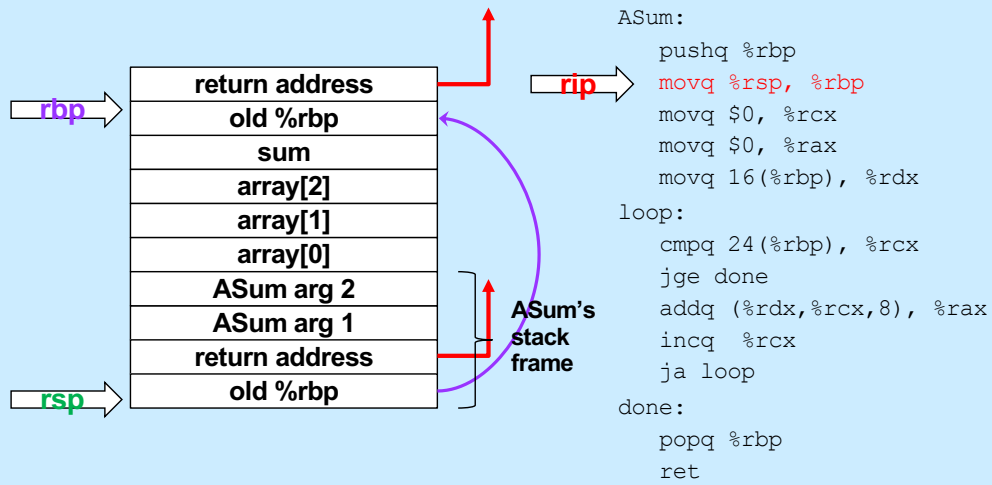 return address
old %rbp
sum
array[2]
array[1]
array[0]
ASum arg 2
ASum arg 1
return address
old %rbp
rbp
rsp
ASum's
stack
frame
rip
ASum:
pushq %rbp
movq %rsp, %rbp
movq $0, %rcx
movq $0, %rax
movq 16(%rbp), %rdx
loop:
cmpq 24(%rbp), %rcx
jge done
addq (%rdx,%rcx,8), %rax
incq  %rcx
ja loop
done:
popq %rbp
ret